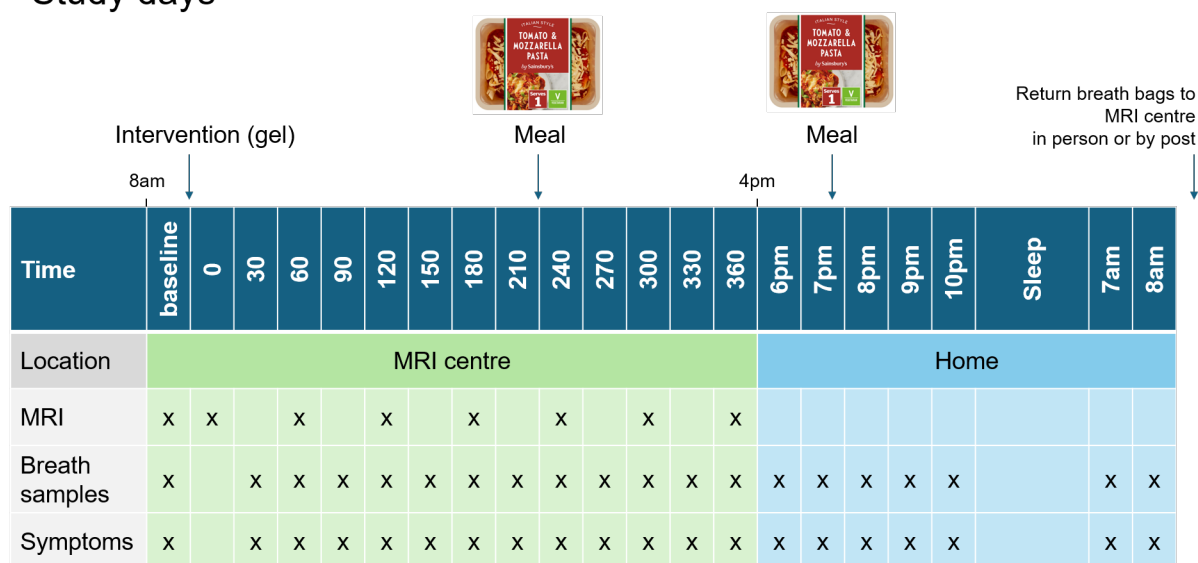 Study days
ITALIAN STYLE
TOMATO &
MOZZARELLA
PASTA
by Sainsbury's
Serves
1
V
ITALIAN STYLE
TOMATO &
MOZZARELLA
PASTA
by Sainsbury's
Serves
1
V
Return breath bags to
MRI centre
in person or by post
Intervention (gel) Meal Meal
8am 4pm
Time baseline 0 30 60 90 120 150 180 210 240 270 300 330 360 6pm 7pm 8pm 9pm 10pm Sleep 7am 8am
Location MRI centre Home
MRI x x x x x x x x
Breath
samples x x x x x x x x x x x x x x x x x x x x
Symptoms x x x x x x x x x x x x x x x x x x x x